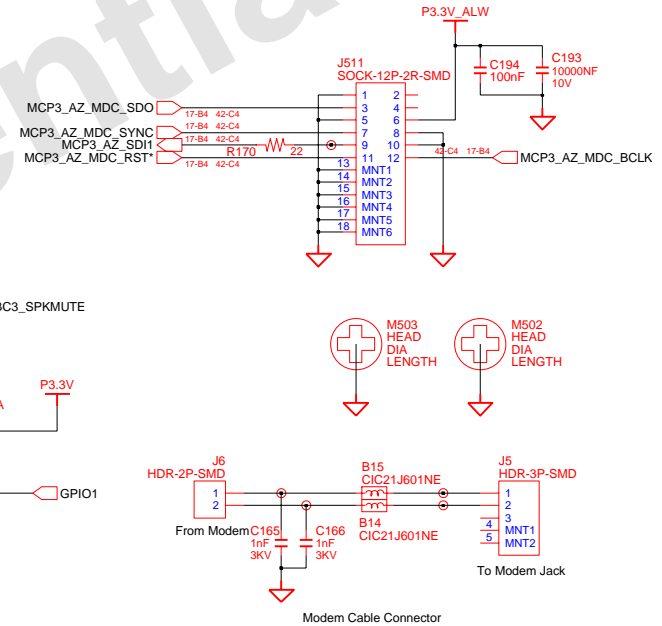 P3.3V_ALW
J511
SOCK-12P-2R-SMD
C194
100nF
C193
10000NF
10V
MCP3_AZ_MDC_SDO
17-B4 42-C4
MCP3_AZ_MDC_SYNC
17-B4 42-C4
MCP3_AZ_SDI1
17-B4 42-C4
R170 22
MCP3_AZ_MDC_RST*
17-B4 42-C4
1 2
3 4
5 6
7 8
9 10
11 12
42-C4 17-B4
MCP3_AZ_MDC_BCLK
13 MNT1
14 MNT2
15 MNT3
16 MNT4
17 MNT5
18 MNT6
3C3_SPKMUTE
M503
HEAD
DIA
LENGTH
M502
HEAD
DIA
LENGTH
P3.3V
A
GPIO1
J6
HDR-2P-SMD
1
2
From Modem
C165
1nF
3KV
C166
1nF
3KV
B15
CIC21J601NE
B14
CIC21J601NE
J5
HDR-3P-SMD
1
2
3
4 MNT1
5 MNT2
To Modem Jack
Modem Cable Connector